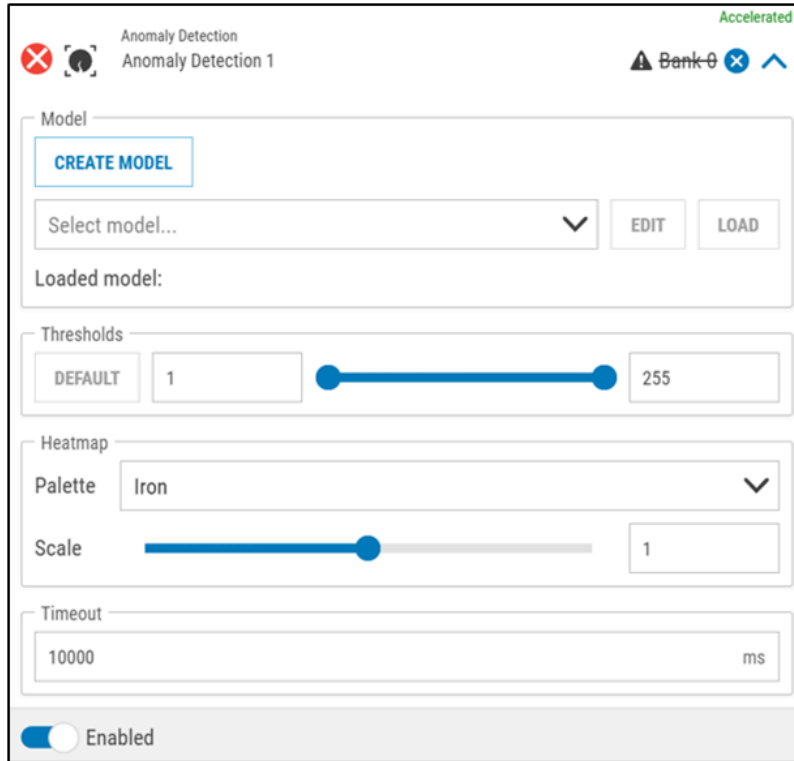 Accelerated
Anomaly Detection
Anomaly Detection 1
Bank 0
Model
CREATE MODEL
Select model...
EDIT
LOAD
Loaded model:
Thresholds
DEFAULT
1
255
Heatmap
Palette
Iron
Scale
1
Timeout
10000
ms
Enabled